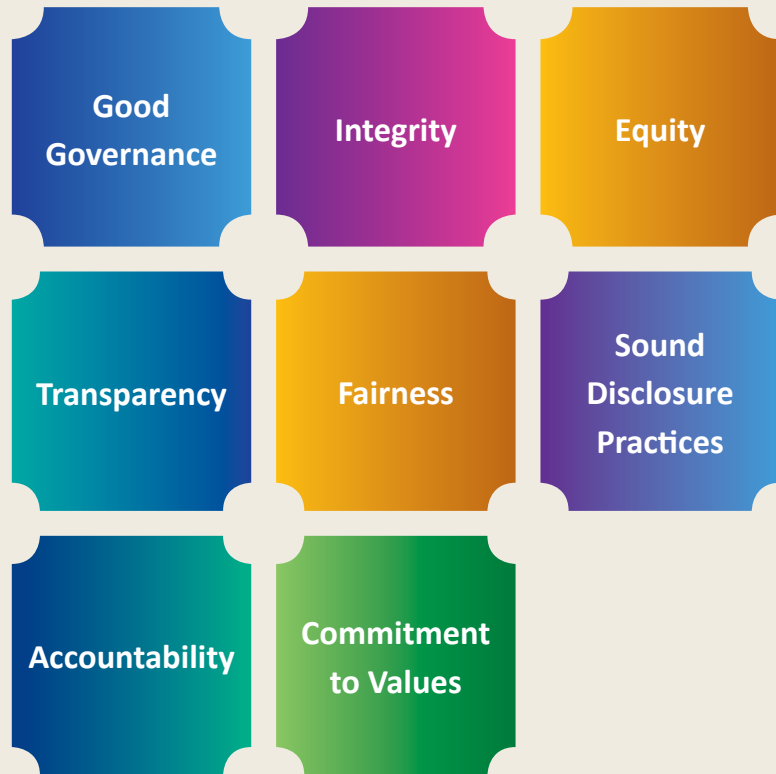 Good
Governance
Integrity
Equity
Transparency
Fairness
Sound
Disclosure
Practices
Accountability
Commitment
to Values